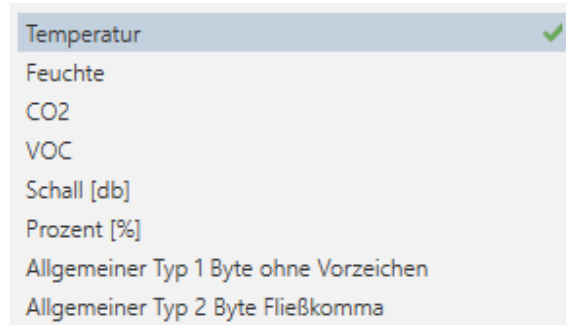 Temperatur
Feuchte
CO2
VOC
Schall [db]
Prozent [%]
Allgemeiner Typ 1 Byte ohne Vorzeichen
Allgemeiner Typ 2 Byte Fließkomma